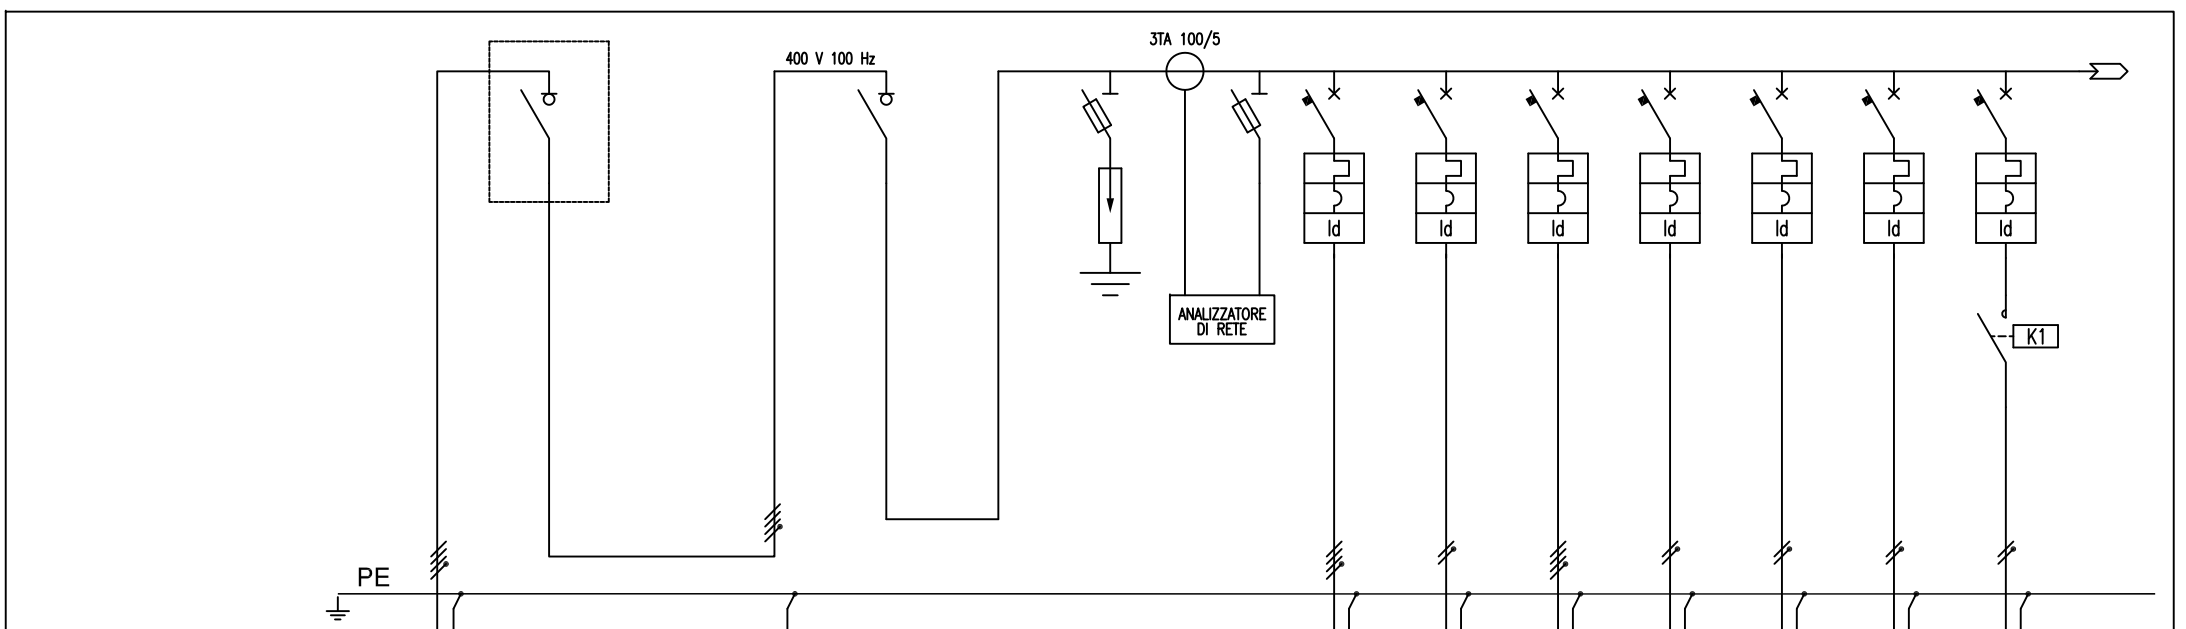 3TA 100/5
400 V 100 Hz
Id
Id
Id
Id
Id
Id
Id
ANALIZZATORE
DI RETE
K1
PE